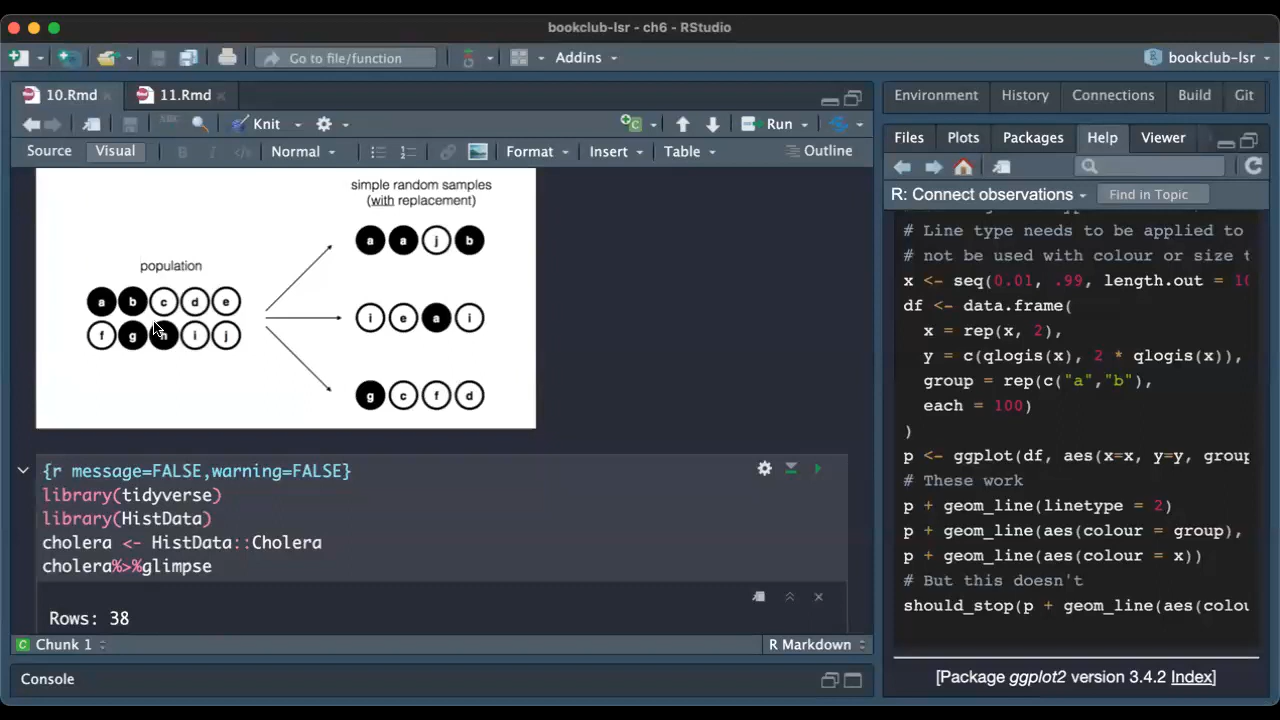 bookclub-lsr - ch6 - RStudio
Go to file/function
Addins
bookclub-lsr
10.Rmd
11.Rmd
Knit
Run
Source
Visual
Normal
Format
Insert
Table
Outline
simple random samples
(with replacement)
a a j b
population
a b c d e
f g h i j
i e a i
g c f d
{r message=FALSE,warning=FALSE}
library(tidyverse)
library(HistData)
cholera <- HistData::Cholera
cholera%>%glimpse
Rows: 38
Chunk 1
R Markdown
Console
Environment
History
Connections
Build
Git
Files
Plots
Packages
Help
Viewer
R: Connect observations
Find in Topic
# Line type needs to be applied to
# not be used with colour or size t
x <- seq(0.01, .99, length.out = 10
df <- data.frame(
x = rep(x, 2),
y = c(qlogis(x), 2 * qlogis(x)),
group = rep(c("a","b"),
each = 100)
)
p <- ggplot(df, aes(x=x, y=y, group
# These work
p + geom_line(linetype = 2)
p + geom_line(aes(colour = group),
p + geom_line(aes(colour = x))
# But this doesn't
should_stop(p + geom_line(aes(colou
[Package ggplot2 version 3.4.2 Index]